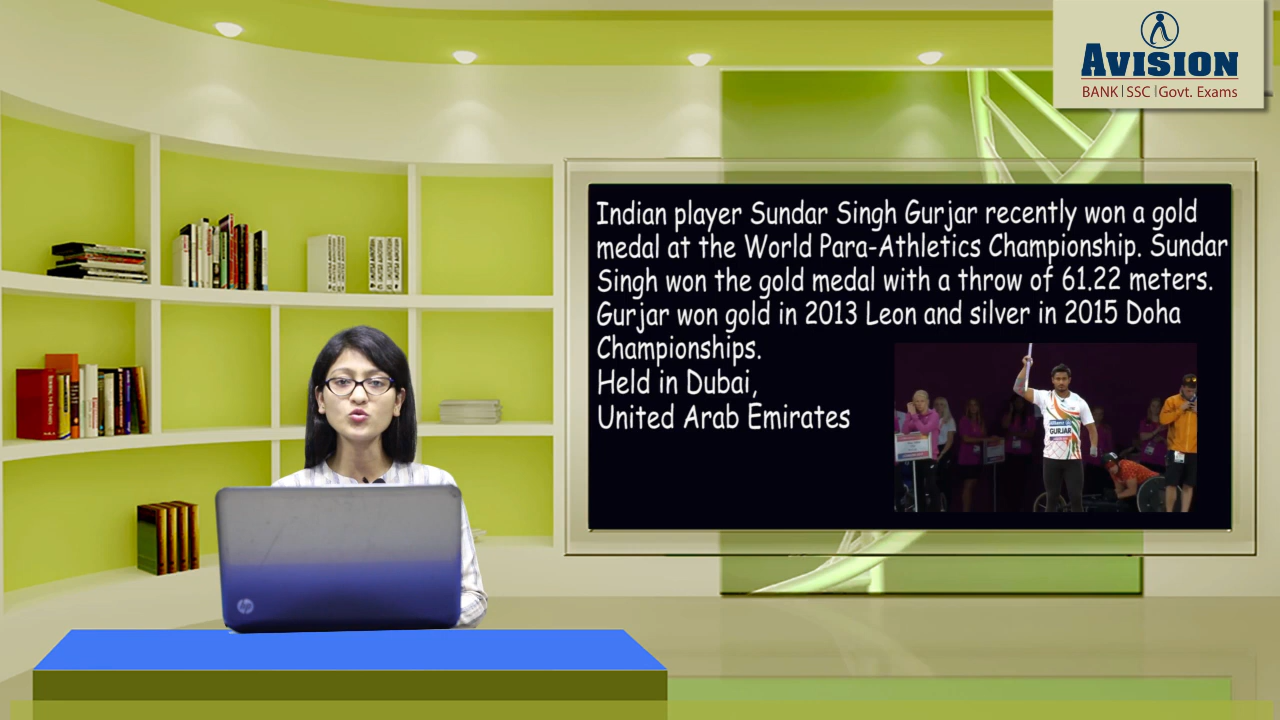 AVISION
BANK|SSC|Govt. Exams
Indian player Sundar Singh Gurjar recently won a gold
medal at the World Para-Athletics Championship. Sundar
Singh won the gold medal with a throw of 61.22 meters.
Gurjar won gold in 2013 Leon and silver in 2015 Doha
Championships.
Held in Dubai,
United Arab Emirates
GURJAR
hp